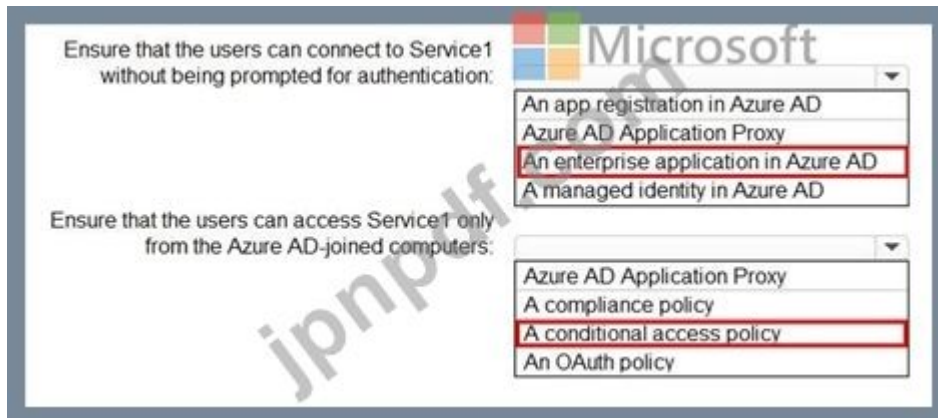 Microsoft
Ensure that the users can connect to Service1
without being prompted for authentication:
An app registration in Azure AD
Azure AD Application Proxy
An enterprise application in Azure AD
A managed identity in Azure AD
Ensure that the users can access Service1 only
from the Azure AD-joined computers:
Azure AD Application Proxy
A compliance policy
A conditional access policy
An OAuth policy
jpnpdf.com